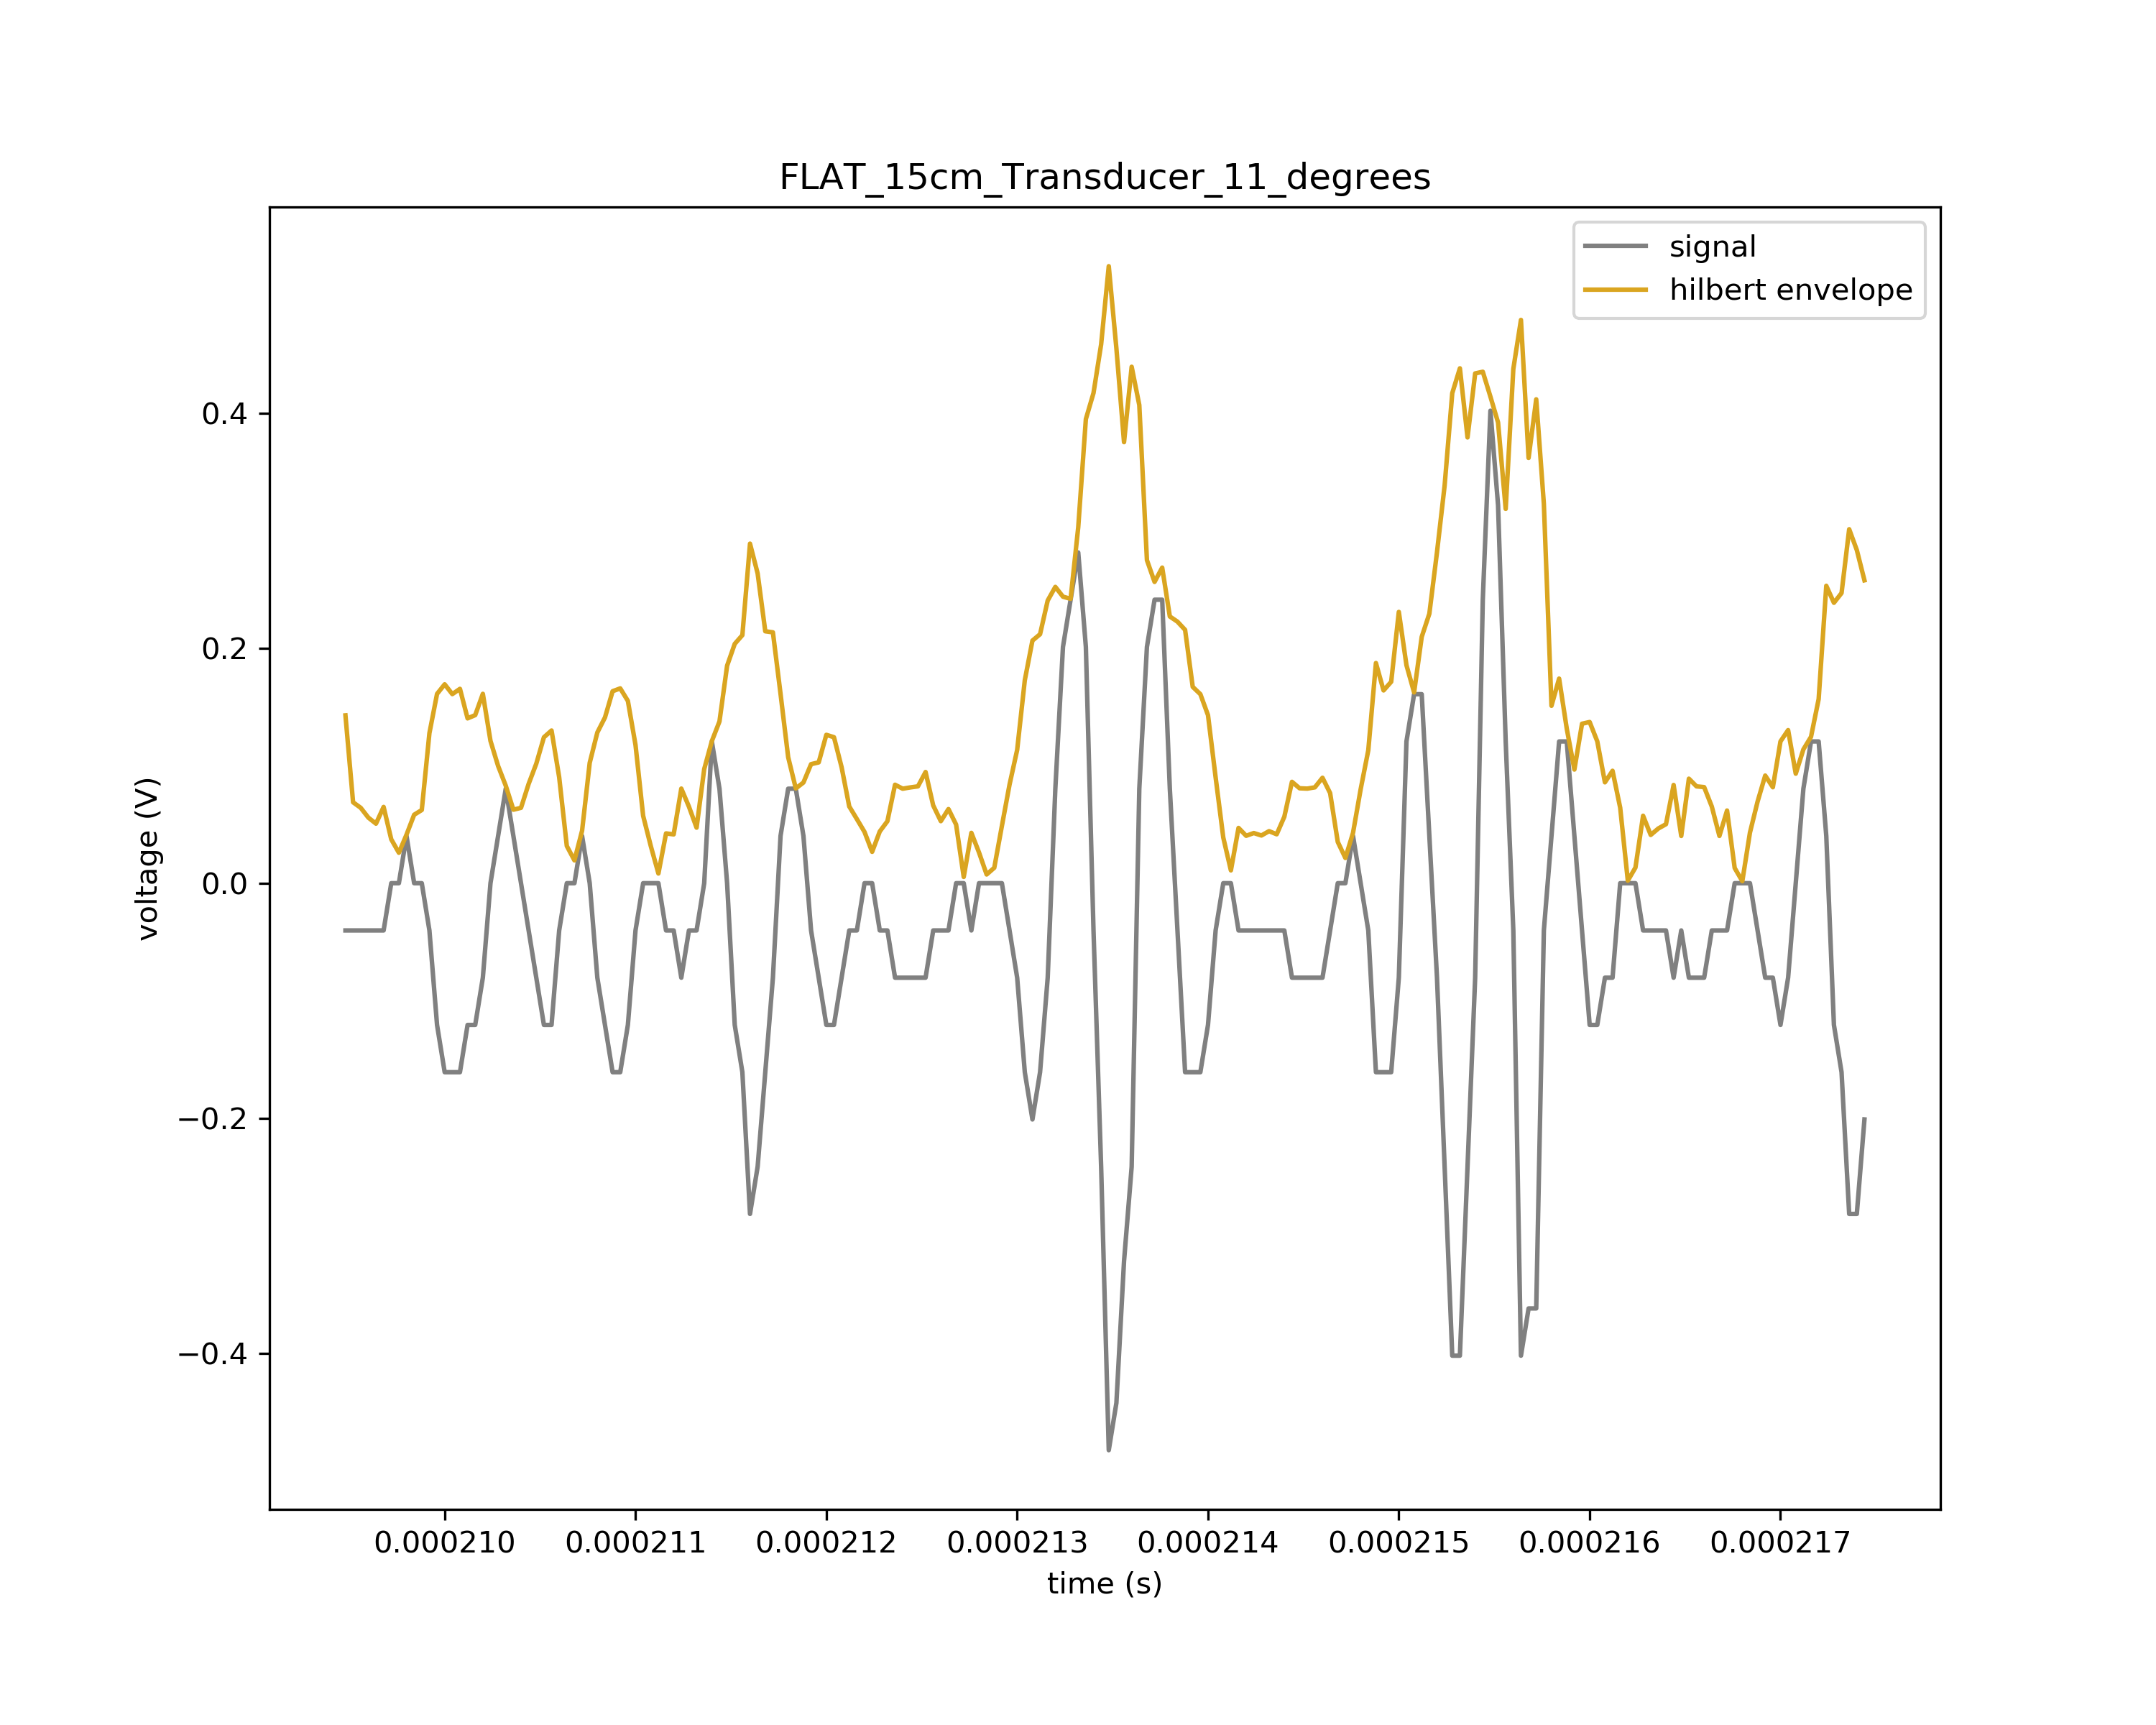 FLAT_15cm_Transducer_11_degrees
signal
hilbert envelope
voltage (V)
0.4
0.2
0.0
−0.2
−0.4
0.000210 0.000211 0.000212 0.000213 0.000214 0.000215 0.000216 0.000217
time (s)